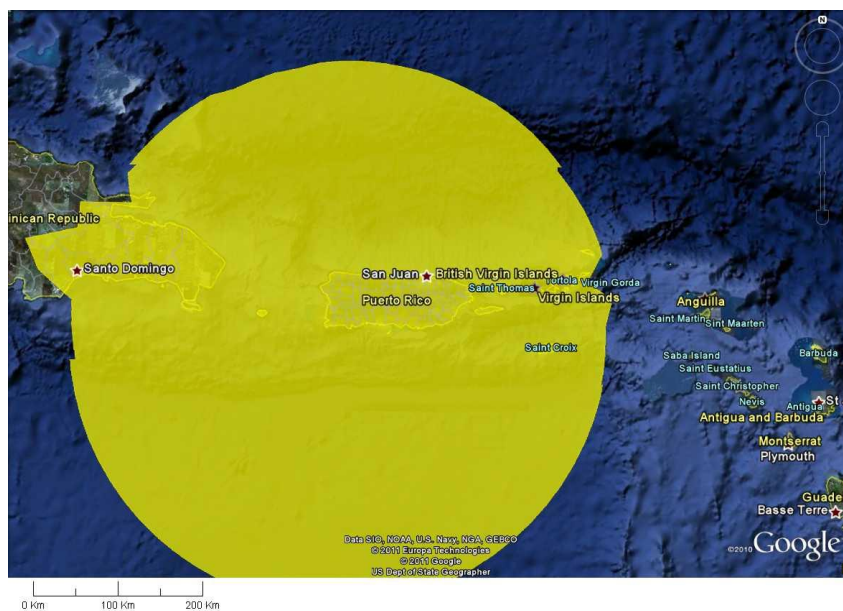 N
inican Republic
Santo Domingo
San Juan
British Virgin Islands
Saint Thomas
Tortola
Virgin Gorda
Virgin Islands
Puerto Rico
Saint Croix
Anguilla
Saint Martin
Sint Maarten
Saba Island
Saint Eustatius
Saint Christopher
Nevis
Barbuda
St
Antigua
Antigua and Barbuda
Montserrat
Plymouth
Guade
Basse Terre
Data SIO, NOAA, U.S. Navy, NGA, GEBCO
© 2011 Europa Technologies
© 2011 Google
US Dept of State Geographer
©2010 Google
0 Km 100 Km 200 Km